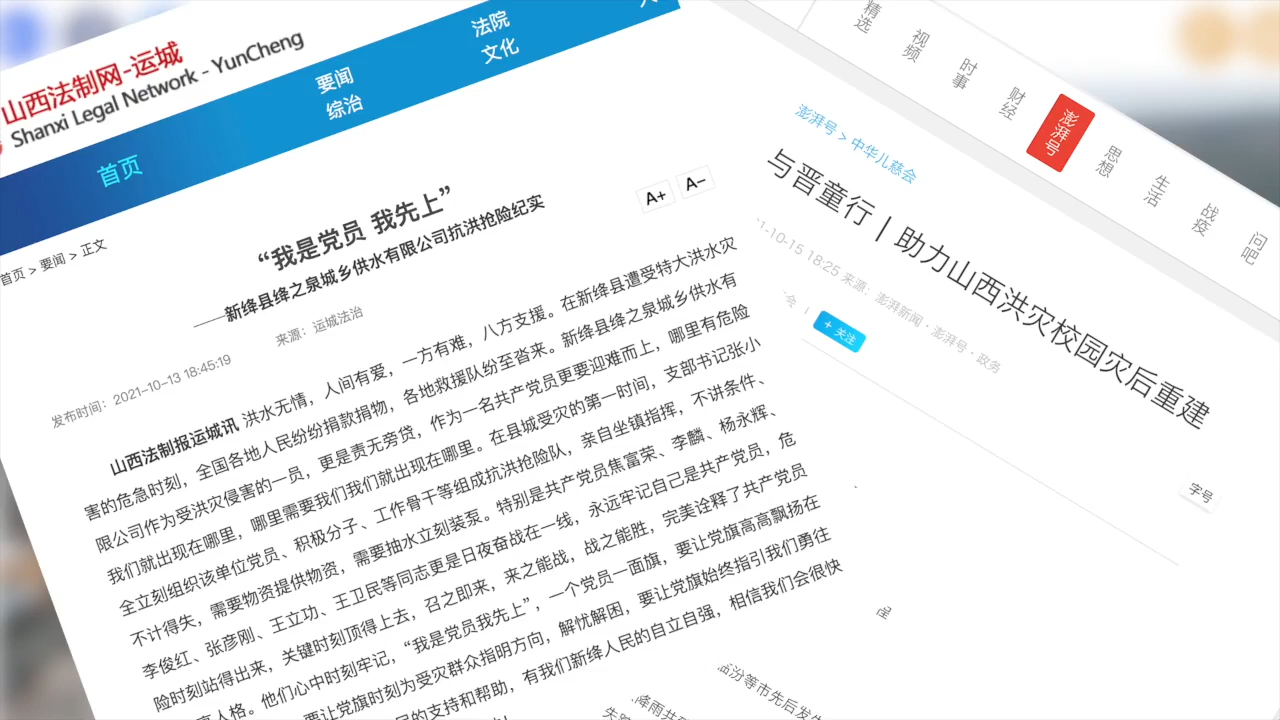 山西法制网-运城
Shanxi Legal Network - YunCheng
首页
要闻
综治
法院
文化
首页 > 要闻 > 正文
A+
A-
“我是党员 我先上”
——新绛县绛之泉城乡供水有限公司抗洪抢险纪实
发布时间：2021-10-13 18:45:19
来源：运城法治
山西法制报运城讯 洪水无情，人间有爱，一方有难，八方支援。在新绛县遭受特大洪水灾
害的危急时刻，全国各地人民纷纷捐款捐物，各地救援队纷至沓来。新绛县绛之泉城乡供水有
限公司作为受洪灾侵害的一员，更是责无旁贷，作为一名共产党员更要迎难而上，哪里有危险
我们就出现在哪里，哪里需要我们我们就出现在哪里。在县城受灾的第一时间，支部书记张小
全立刻组织该单位党员、积极分子、工作骨干等组成抗洪抢险队，亲自坐镇指挥，不讲条件、
不计得失，需要物资提供物资，需要抽水立刻装泵。特别是共产党员焦富荣、李麟、杨永辉、
李俊红、张彦刚、王立功、王卫民等同志更是日夜奋战在一线，永远牢记自己是共产党员，危
险时刻站得出来，关键时刻顶得上去，召之即来，来之能战，战之能胜，完美诠释了共产党员
人格。他们心中时刻牢记，“我是党员我先上”，一个党员一面旗，要让党旗高高飘扬在
要让党旗时刻为受灾群众指明方向，解忧解困，要让党旗始终指引我们勇往
的支持和帮助，有我们新绛人民的自立自强，相信我们会很快
精选
视频
时事
财经
澎湃号
思想
生活
战疫
问吧
澎湃号 > 中华儿慈会
与晋童行 | 助力山西洪灾校园灾后重建
1-10-15 18:25 来源：澎湃新闻·澎湃号·政务
会 |
+ 关注
字号
降雨共
临汾等市先后发生